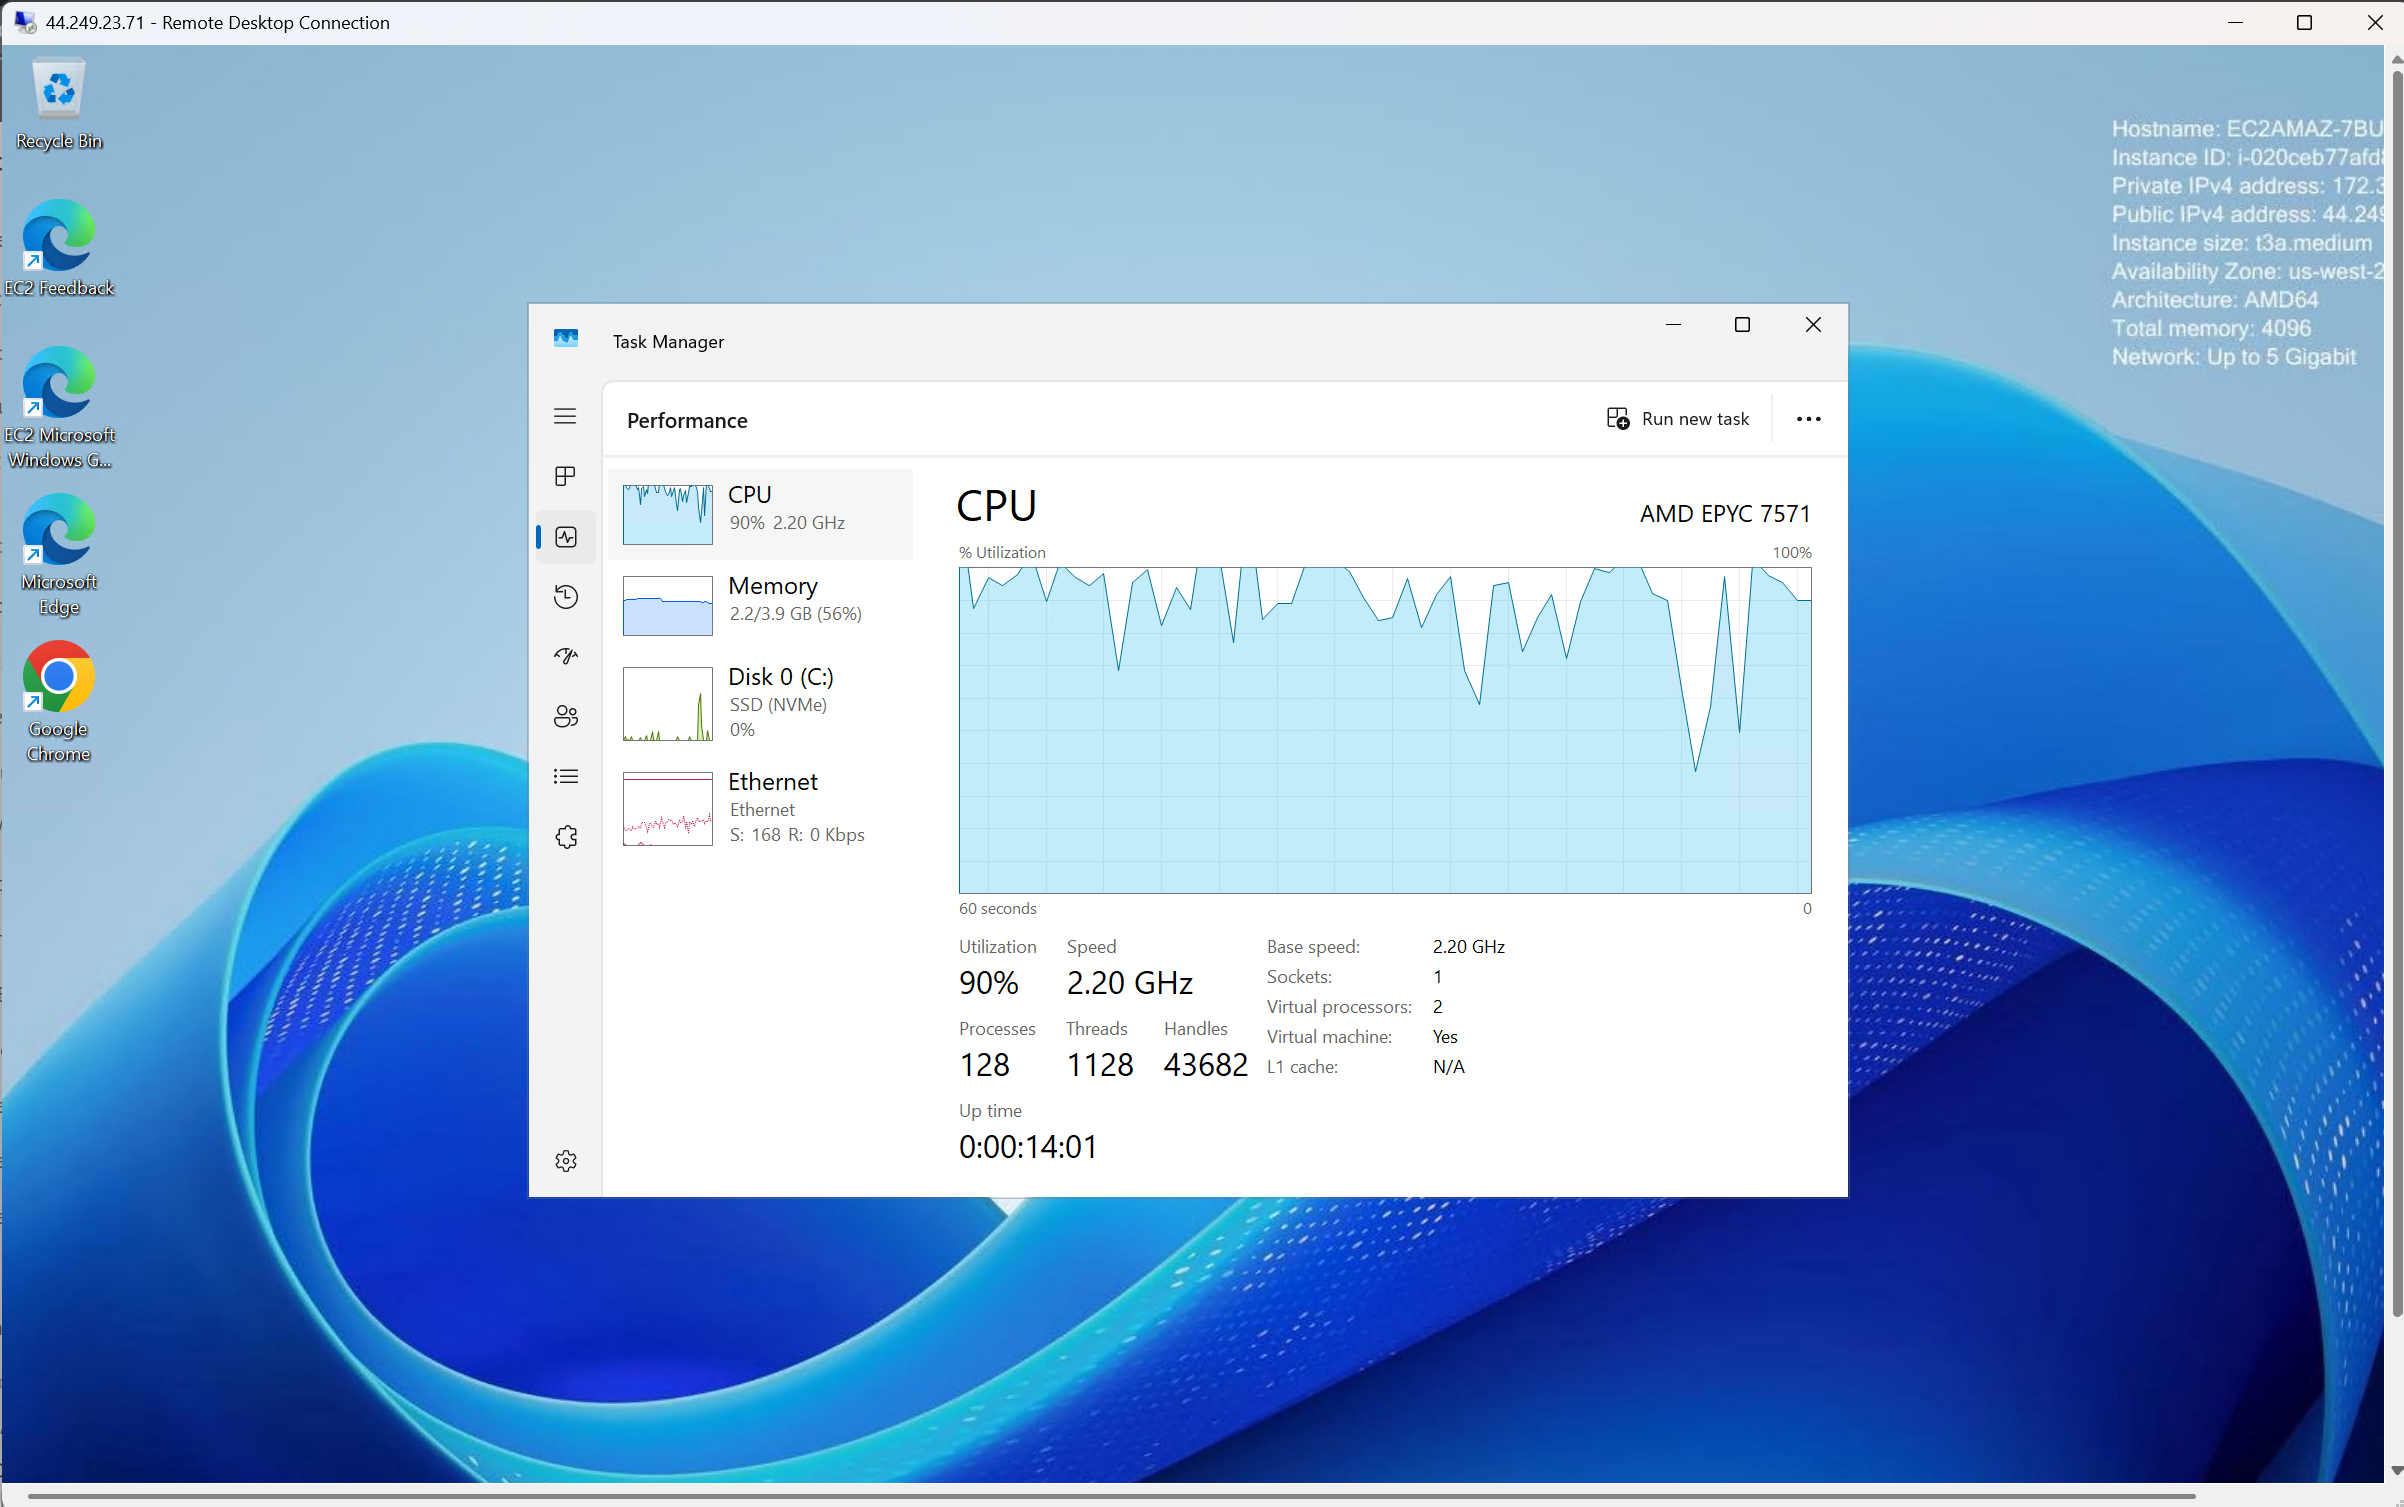 44.249.23.71 - Remote Desktop Connection
Recycle Bin
EC2 Feedback
EC2 Microsoft
Windows G...
Microsoft
Edge
Google
Chrome
Hostname: EC2AMAZ-7BU
Instance ID: i-020ceb77afd
Private IPv4 address: 172.3
Public IPv4 address: 44.249
Instance size: t3a.medium
Availability Zone: us-west-2
Architecture: AMD64
Total memory: 4096
Network: Up to 5 Gigabit
Task Manager
Performance
Run new task
CPU
90% 2.20 GHz
Memory
2.2/3.9 GB (56%)
Disk 0 (C:)
SSD (NVMe)
0%
Ethernet
Ethernet
S: 168 R: 0 Kbps
CPU
AMD EPYC 7571
% Utilization
100%
60 seconds
0
Utilization
90%
Speed
2.20 GHz
Processes
128
Threads
1128
Handles
43682
Up time
0:00:14:01
Base speed: 2.20 GHz
Sockets: 1
Virtual processors: 2
Virtual machine: Yes
L1 cache: N/A